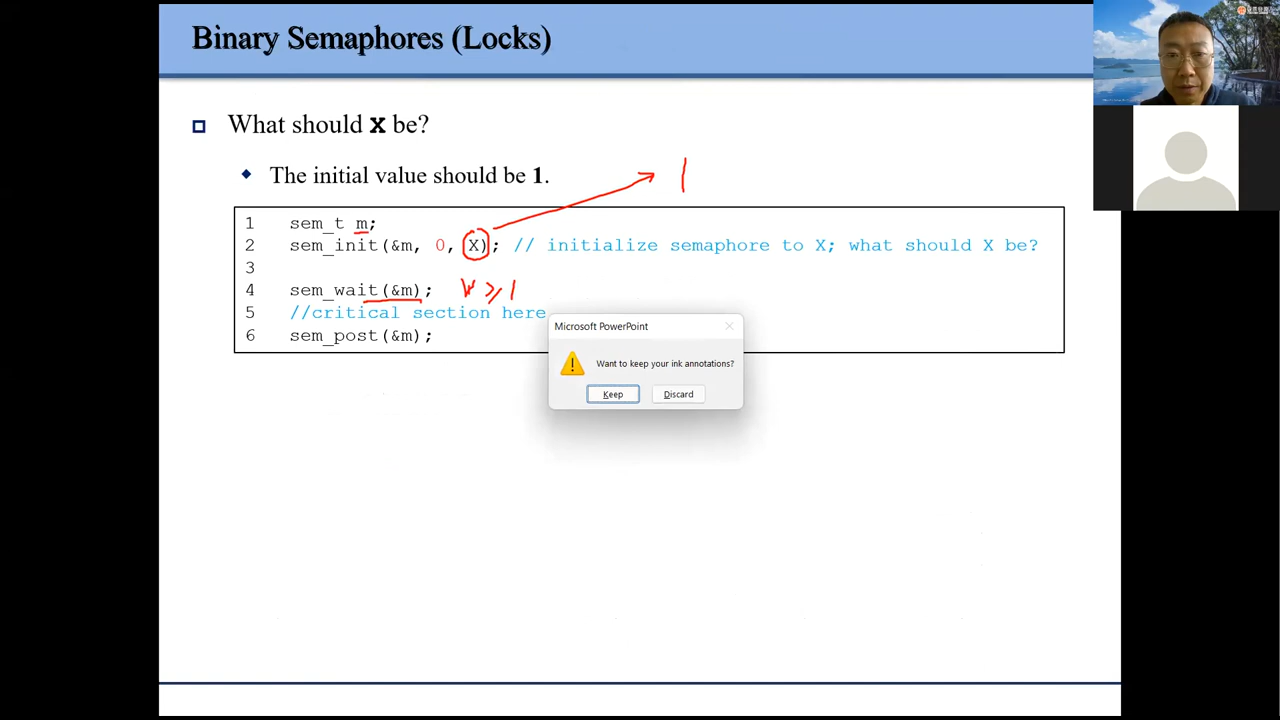 Binary Semaphores (Locks)
What should X be?
The initial value should be 1.
1
1 sem_t m;
2 sem_init(&m, 0, X); // initialize semaphore to X; what should X be?
3
4 sem_wait(&m); ≥ 1
5 //critical section here
6 sem_post(&m);
Microsoft PowerPoint
Want to keep your ink annotations?
Keep Discard